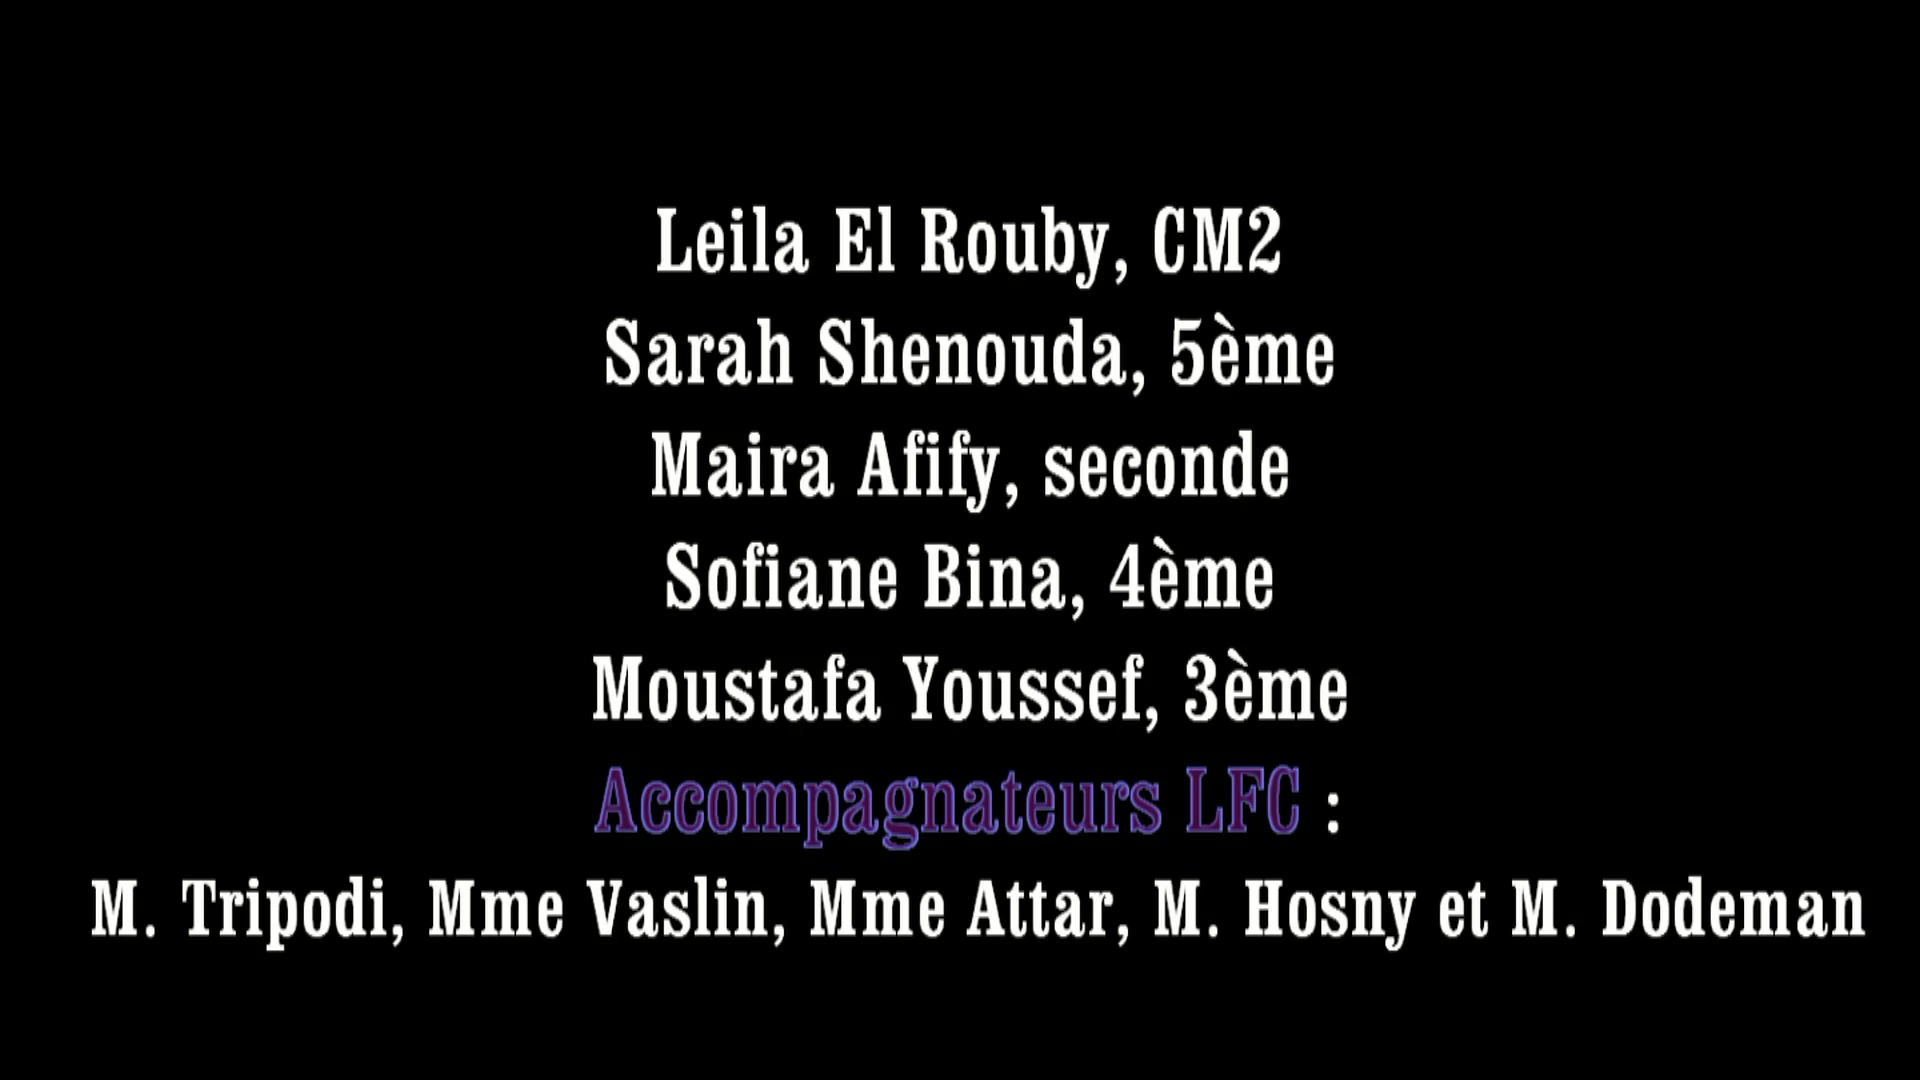 Leila El Rouby, CM2
Sarah Shenouda, 5ème
Maira Afify, seconde
Sofiane Bina, 4ème
Moustafa Youssef, 3ème
Accompagnateurs LFC :
M. Tripodi, Mme Vaslin, Mme Attar, M. Hosny et M. Dodeman